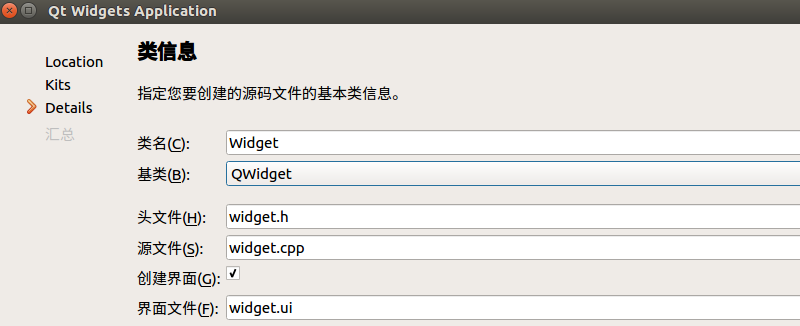 Qt Widgets Application
Location
Kits
Details
汇总
类信息
指定您要创建的源码文件的基本类信息。
类名(C): Widget
基类(B): QWidget
头文件(H): widget.h
源文件(S): widget.cpp
创建界面(G):
界面文件(F): widget.ui